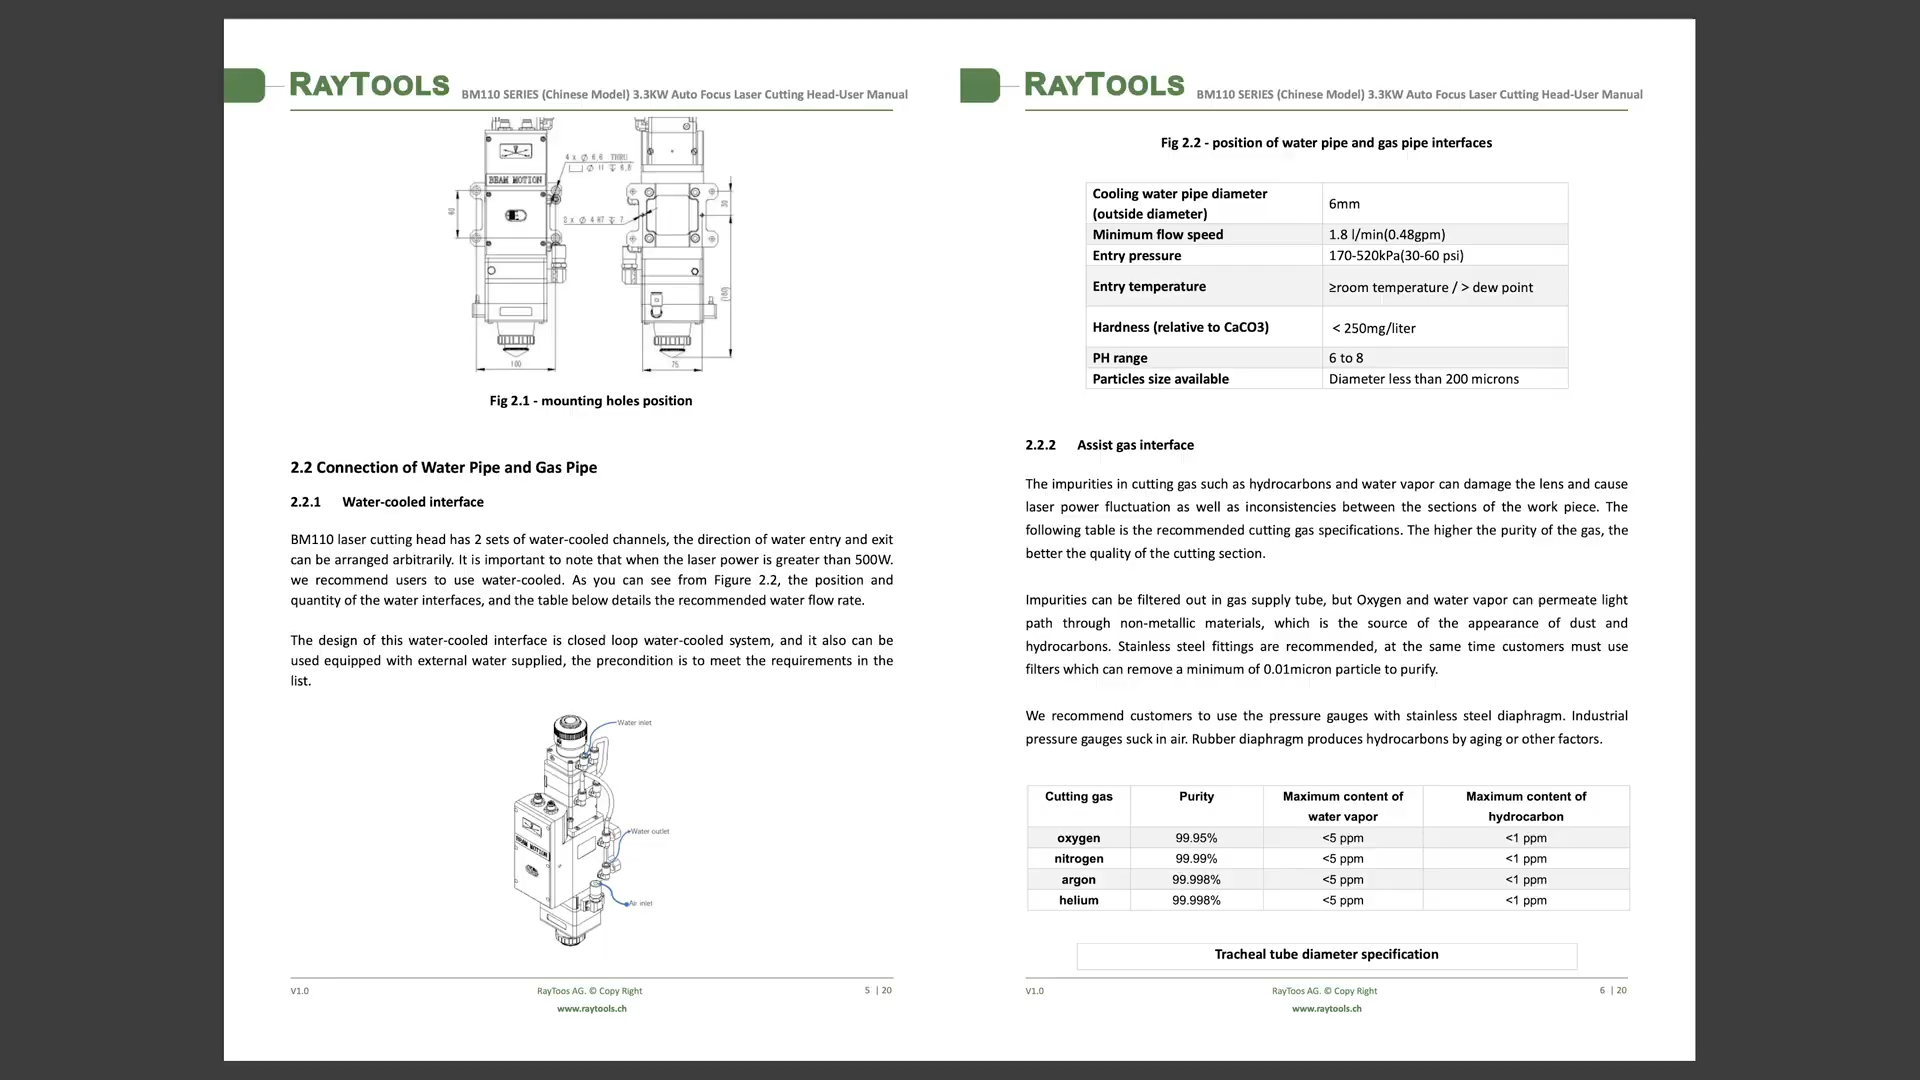 RAYTOOLS
BM110 SERIES (Chinese Model) 3.3KW Auto Focus Laser Cutting Head-User Manual
4 x Ø 6,6 THRU
Ø 11 ↧ 6,8
BEAM MOTION
2 x Ø 4 H7 ↧ 7
30
(180)
100
75
Fig 2.1 - mounting holes position
2.2 Connection of Water Pipe and Gas Pipe
2.2.1 Water-cooled interface
BM110 laser cutting head has 2 sets of water-cooled channels, the direction of water entry and exit
can be arranged arbitrarily. It is important to note that when the laser power is greater than 500W.
we recommend users to use water-cooled. As you can see from Figure 2.2, the position and
quantity of the water interfaces, and the table below details the recommended water flow rate.
The design of this water-cooled interface is closed loop water-cooled system, and it also can be
used equipped with external water supplied, the precondition is to meet the requirements in the
list.
Water inlet
Water outlet
BEAM MOTION
Air inlet
V1.0
RayToos AG. © Copy Right
5 | 20
www.raytools.ch
RAYTOOLS
BM110 SERIES (Chinese Model) 3.3KW Auto Focus Laser Cutting Head-User Manual
Fig 2.2 - position of water pipe and gas pipe interfaces
Cooling water pipe diameter
(outside diameter)
6mm
Minimum flow speed
1.8 l/min(0.48gpm)
Entry pressure
170-520kPa(30-60 psi)
Entry temperature
≥room temperature / > dew point
Hardness (relative to CaCO3)
< 250mg/liter
PH range
6 to 8
Particles size available
Diameter less than 200 microns
2.2.2 Assist gas interface
The impurities in cutting gas such as hydrocarbons and water vapor can damage the lens and cause
laser power fluctuation as well as inconsistencies between the sections of the work piece. The
following table is the recommended cutting gas specifications. The higher the purity of the gas, the
better the quality of the cutting section.
Impurities can be filtered out in gas supply tube, but Oxygen and water vapor can permeate light
path through non-metallic materials, which is the source of the appearance of dust and
hydrocarbons. Stainless steel fittings are recommended, at the same time customers must use
filters which can remove a minimum of 0.01micron particle to purify.
We recommend customers to use the pressure gauges with stainless steel diaphragm. Industrial
pressure gauges suck in air. Rubber diaphragm produces hydrocarbons by aging or other factors.
Cutting gas
Purity
Maximum content of
water vapor
Maximum content of
hydrocarbon
oxygen 99.95% <5 ppm <1 ppm
nitrogen 99.99% <5 ppm <1 ppm
argon 99.998% <5 ppm <1 ppm
helium 99.998% <5 ppm <1 ppm
Tracheal tube diameter specification
V1.0
RayToos AG. © Copy Right
6 | 20
www.raytools.ch